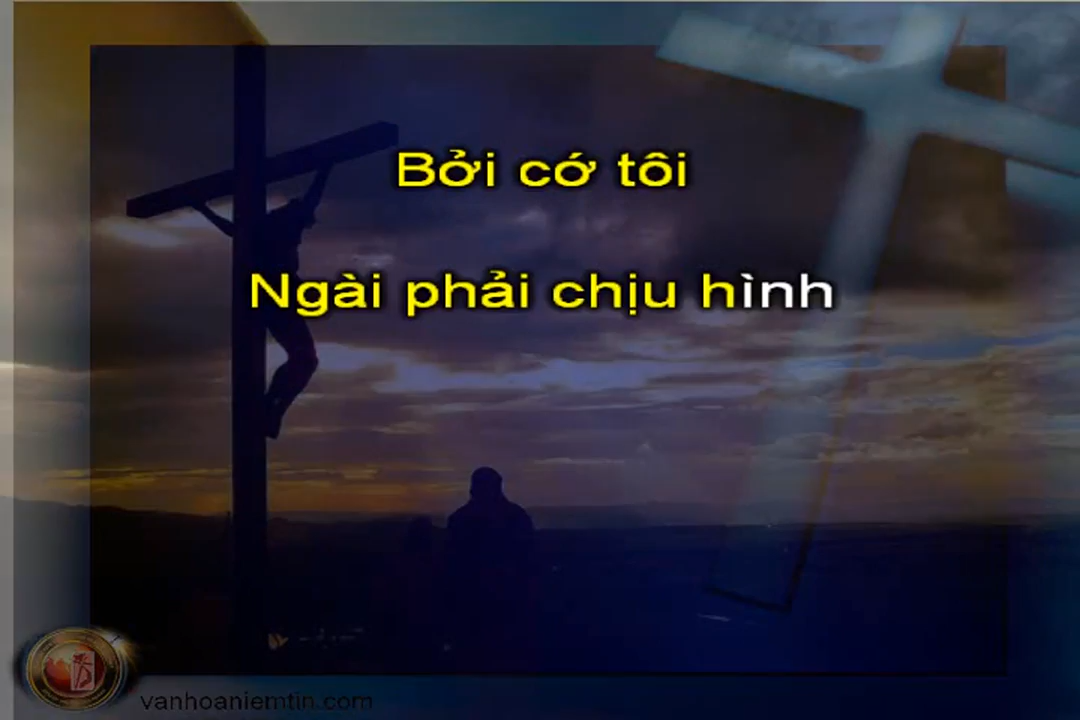 Bởi cớ tôi
Ngài phải chịu hình
vanhoaniemtin.com